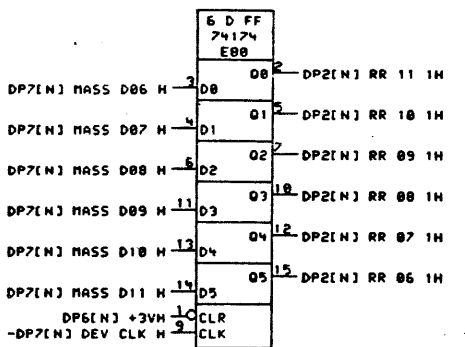 6 D FF
74174
E80
Q0 2 DP2[N] RR 11 1H
DP7[N] MASS D06 H 3 D0
Q1 5 DP2[N] RR 10 1H
DP7[N] MASS D07 H 4 D1
Q2 7 DP2[N] RR 09 1H
DP7[N] MASS D08 H 6 D2
Q3 10 DP2[N] RR 08 1H
DP7[N] MASS D09 H 11 D3
Q4 12 DP2[N] RR 07 1H
DP7[N] MASS D10 H 13 D4
Q5 15 DP2[N] RR 06 1H
DP7[N] MASS D11 H 14 D5
DP6[N] +3VH 1 CLR
-DP7[N] DEV CLK H 9 CLK